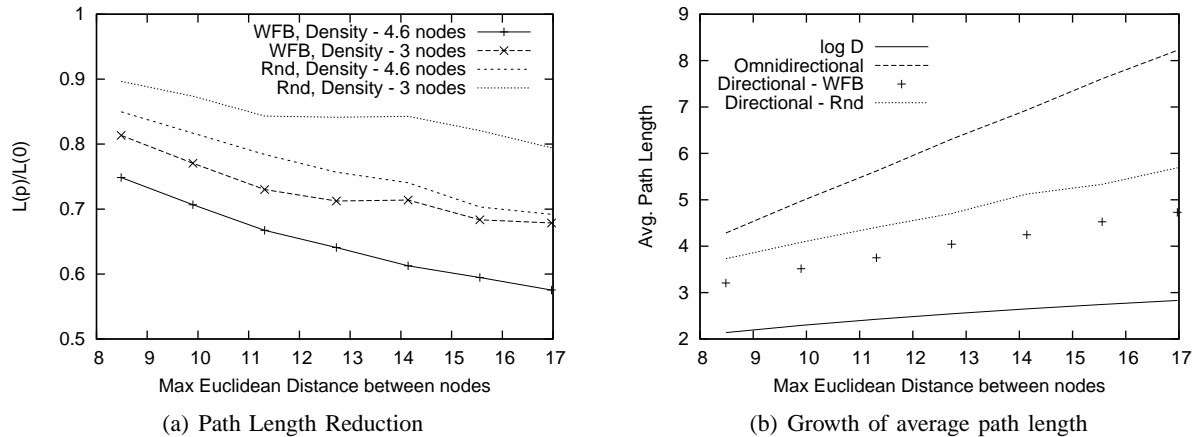 1
0.9
0.8
0.7
0.6
0.5
L(p)/L(0)
WFB, Density - 4.6 nodes
WFB, Density - 3 nodes
Rnd, Density - 4.6 nodes
Rnd, Density - 3 nodes
8 9 10 11 12 13 14 15 16 17
Max Euclidean Distance between nodes
(a) Path Length Reduction
9
8
7
6
5
4
3
2
Avg. Path Length
log D
Omnidirectional
Directional - WFB
Directional - Rnd
8 9 10 11 12 13 14 15 16 17
Max Euclidean Distance between nodes
(b) Growth of average path length